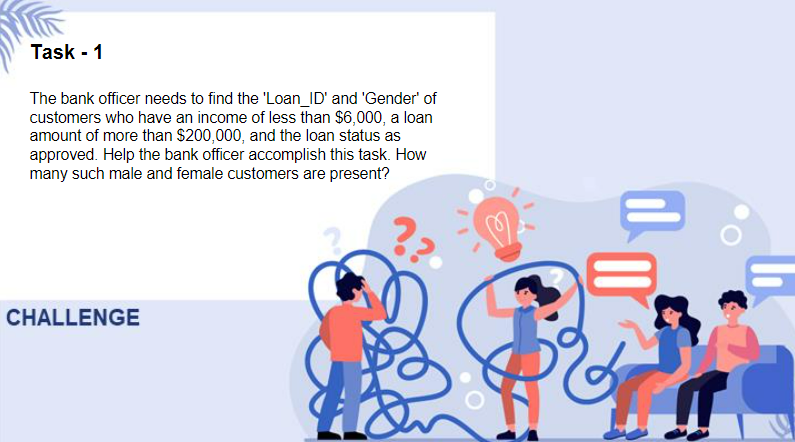 Task - 1
The bank officer needs to find the 'Loan_ID' and 'Gender' of
customers who have an income of less than $6,000, a loan
amount of more than $200,000, and the loan status as
approved. Help the bank officer accomplish this task. How
many such male and female customers are present?
CHALLENGE